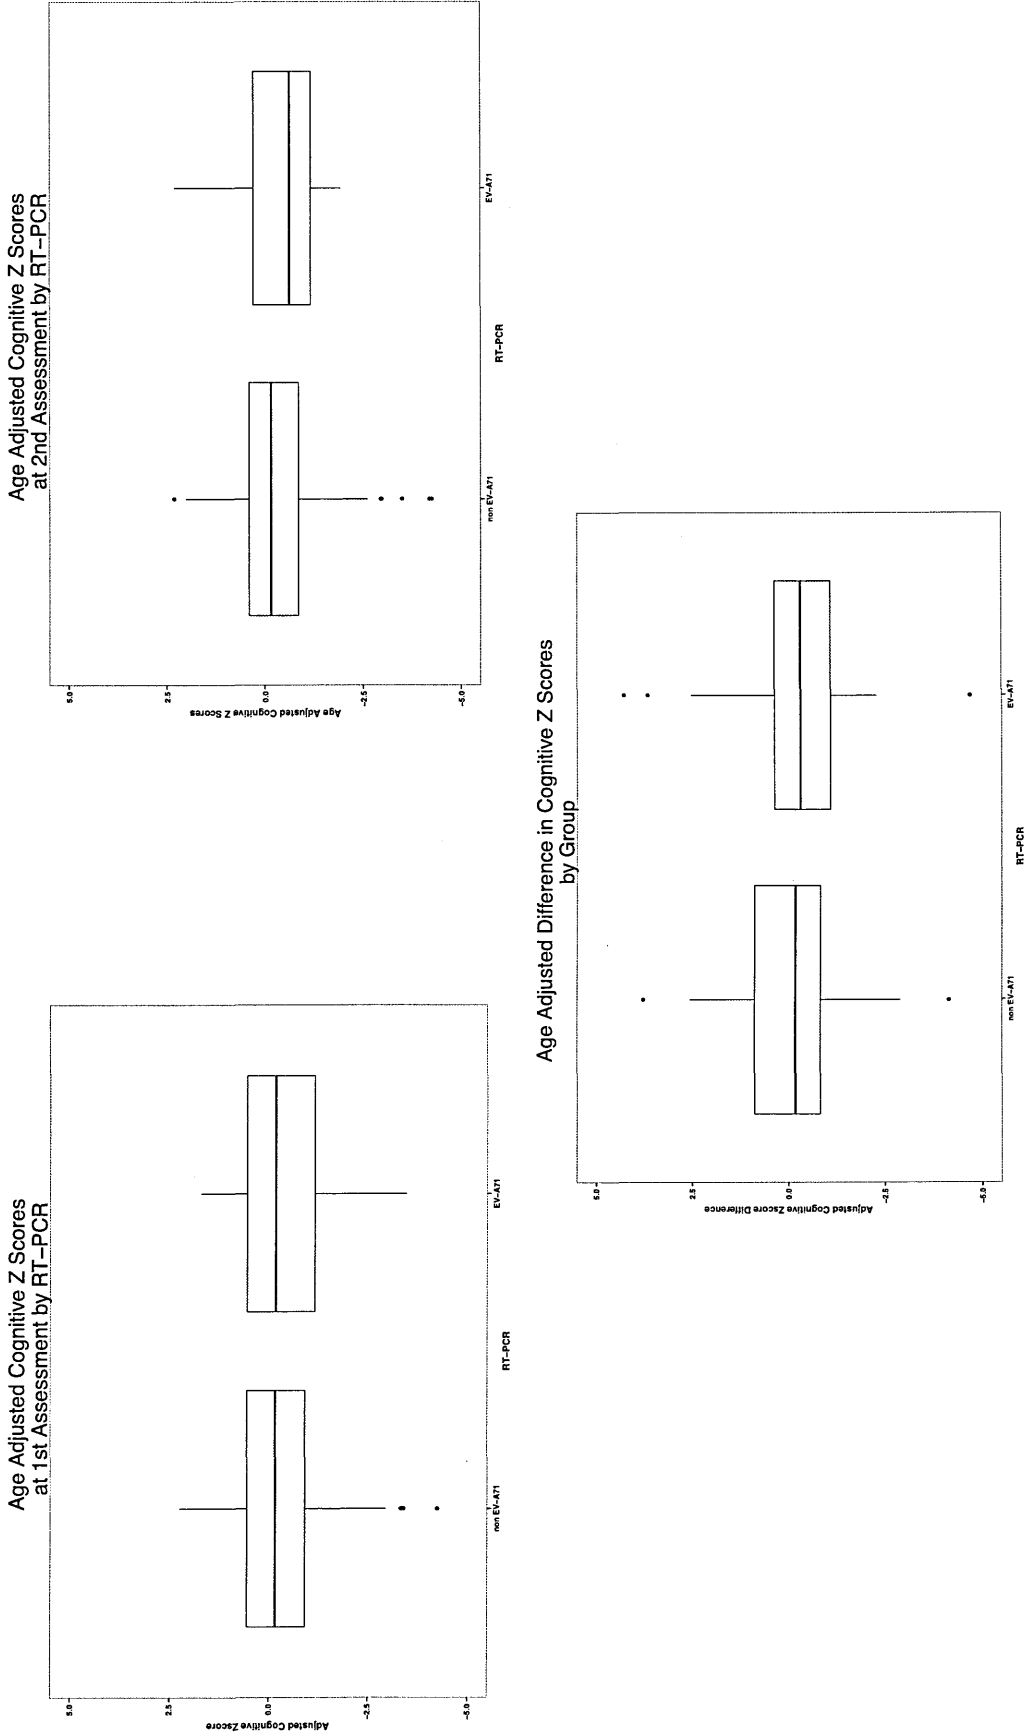 Age Adjusted Cognitive Z Scores
at 1st Assessment by RT−PCR
Adjusted Cognitive Zscore
5.0
2.5
0.0
−2.5
−5.0
non EV−A71
EV−A71
RT−PCR
Age Adjusted Cognitive Z Scores
at 2nd Assessment by RT−PCR
Age Adjusted Cognitive Z Scores
5.0
2.5
0.0
−2.5
−5.0
non EV−A71
EV−A71
RT−PCR
Age Adjusted Difference in Cognitive Z Scores
by Group
Adjusted Cognitive Zscore Difference
5.0
2.5
0.0
−2.5
−5.0
non EV−A71
EV−A71
RT−PCR